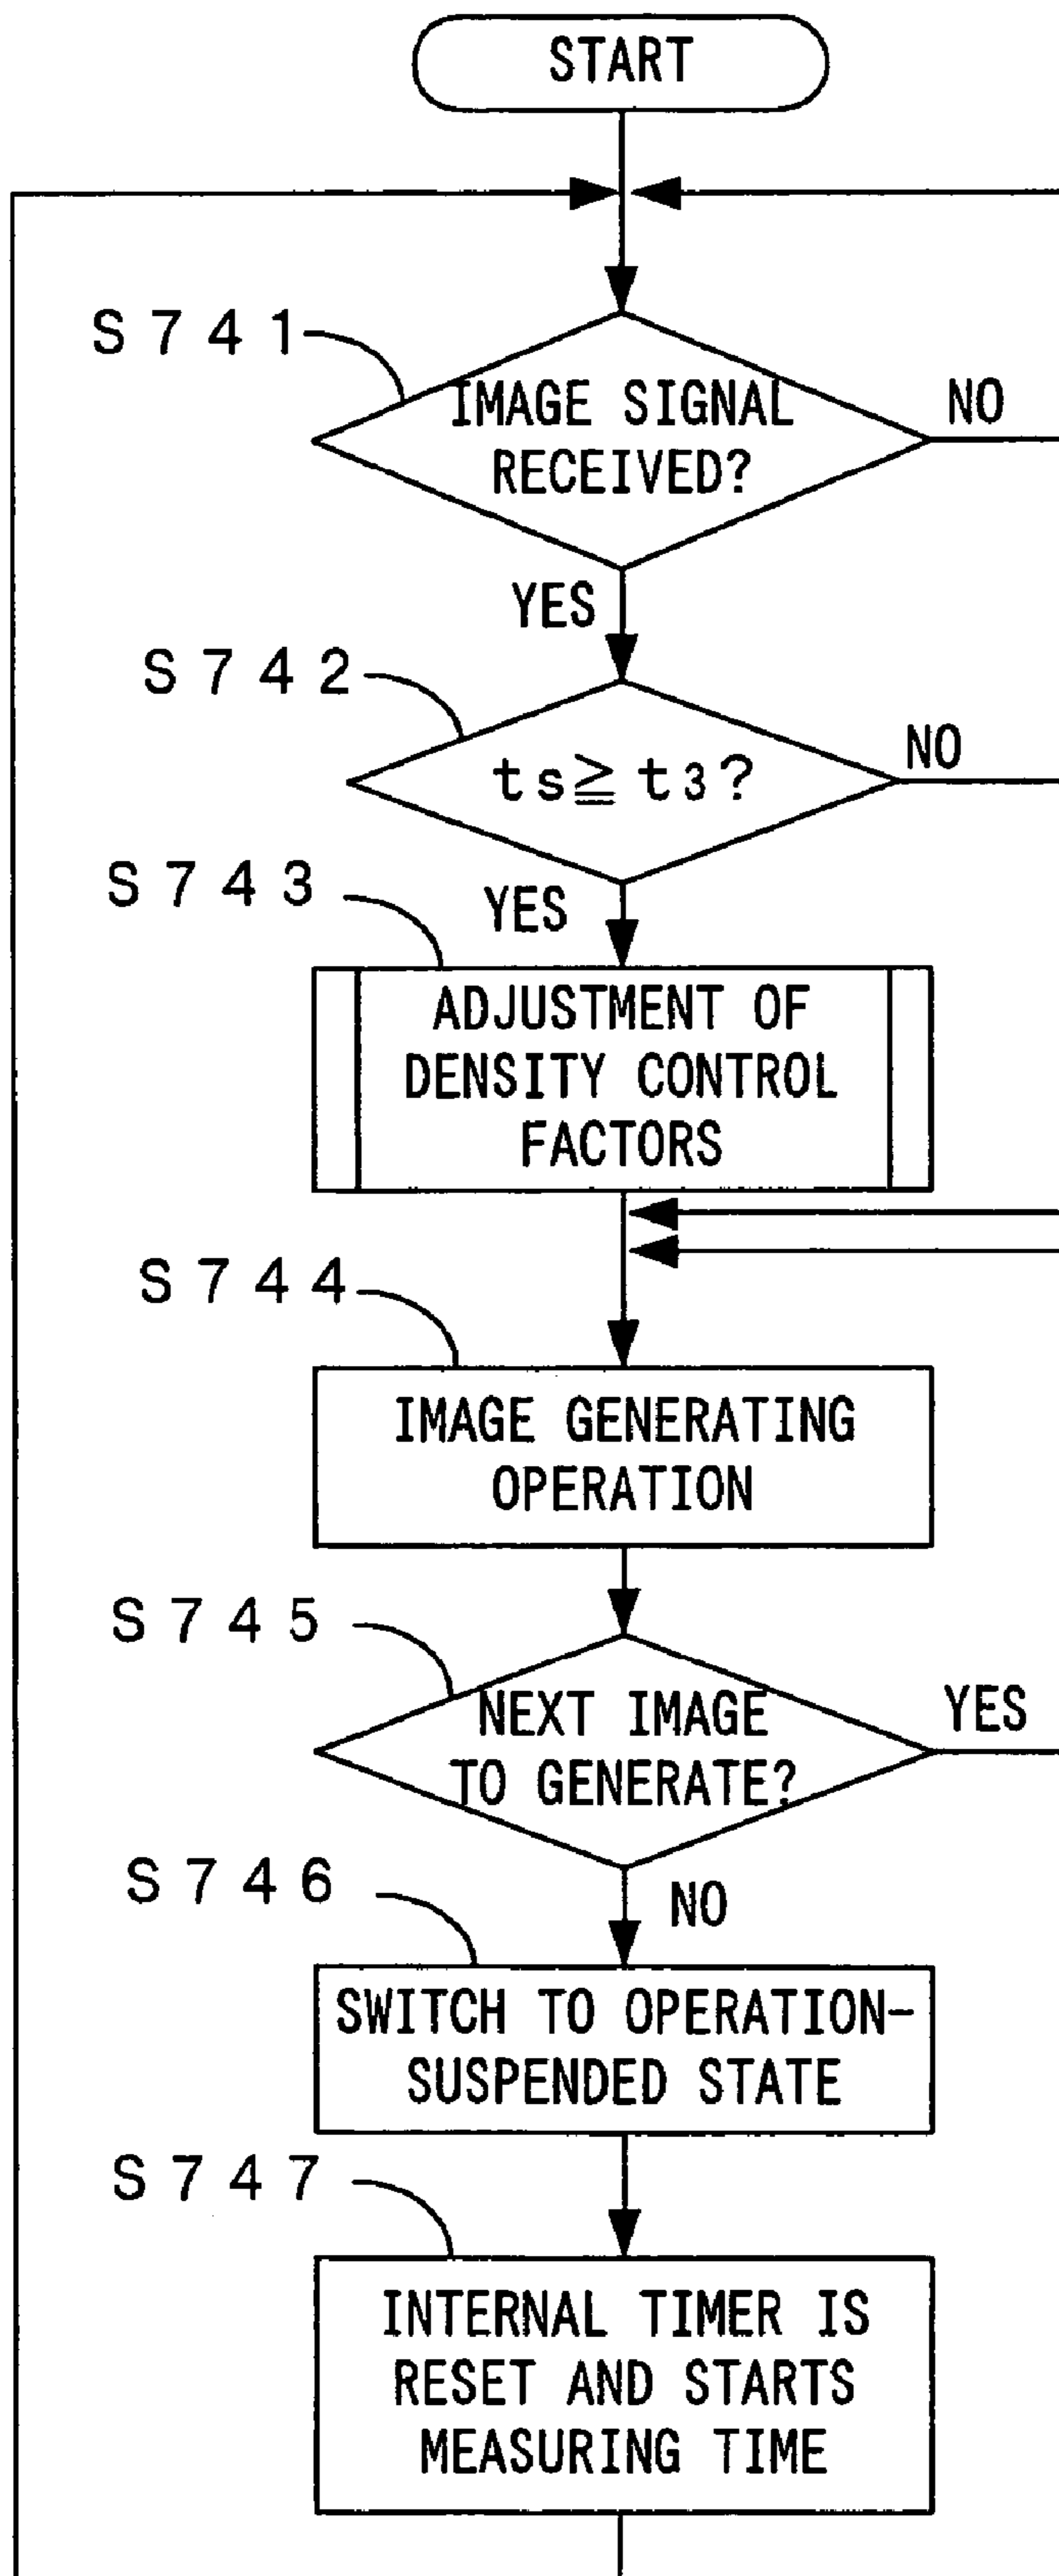 START
S741
IMAGE SIGNAL
RECEIVED?
NO
YES
S742
ts≧t3?
NO
S743
YES
ADJUSTMENT OF
DENSITY CONTROL
FACTORS
S744
IMAGE GENERATING
OPERATION
S745
NEXT IMAGE
TO GENERATE?
YES
S746
NO
SWITCH TO OPERATION-
SUSPENDED STATE
S747
INTERNAL TIMER IS
RESET AND STARTS
MEASURING TIME